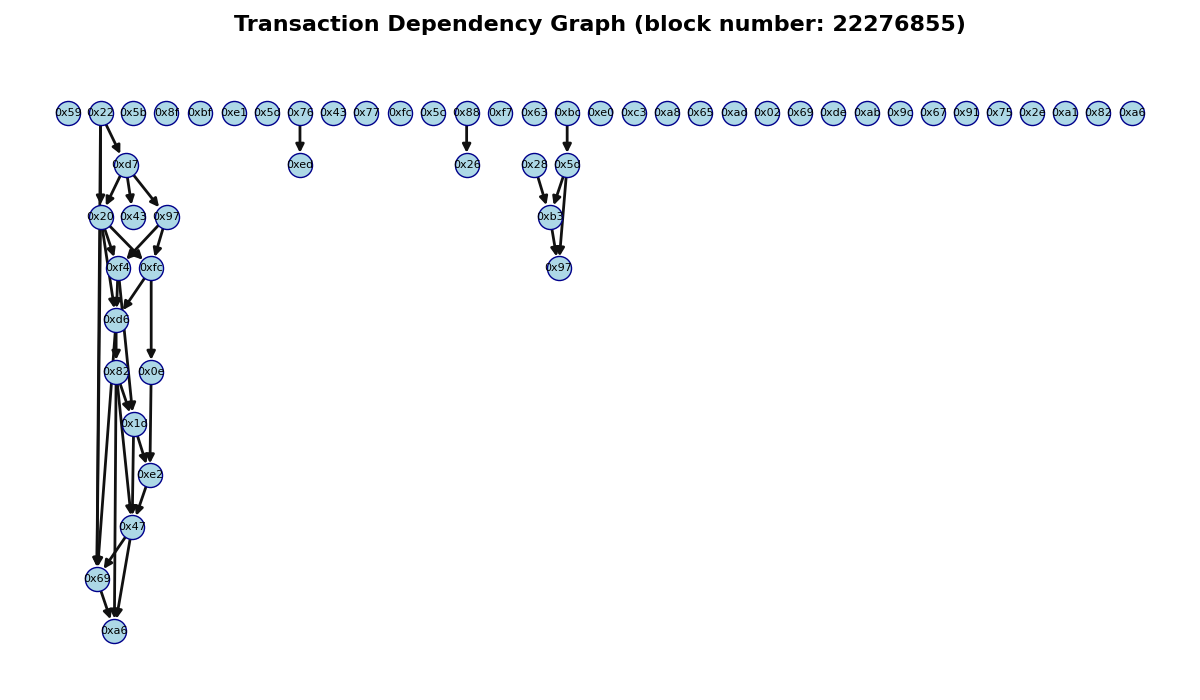 Transaction Dependency Graph (block number: 22276855)
0x59 0x22 0x5b 0x8f 0xbf 0xe1 0x5d 0x76 0x43 0x77 0xfc 0x5c 0x88 0xf7 0x63 0xbc 0xe0 0xc3 0xa8 0x65 0xad 0x02 0x69 0xde 0xab 0x9c 0x67 0x91 0x75 0x2e 0xa1 0x82 0xa6
0xd7 0xed 0x26 0x28 0x5d
0x20 0x43 0x97 0xb3
0xf4 0xfc 0x97
0xd6
0x82 0x0e
0x1d
0xe2
0x47
0x69
0xa6